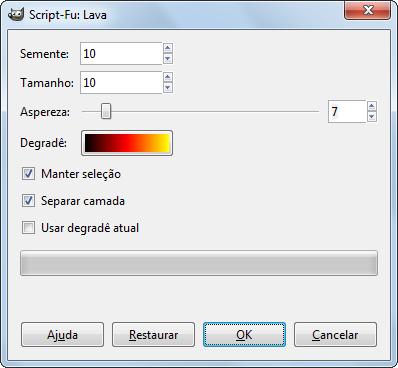 Script-Fu: Lava
Semente: 10
Tamanho: 10
Aspereza: 7
Degradê:
Manter seleção
Separar camada
Usar degradê atual
Ajuda Restaurar OK Cancelar